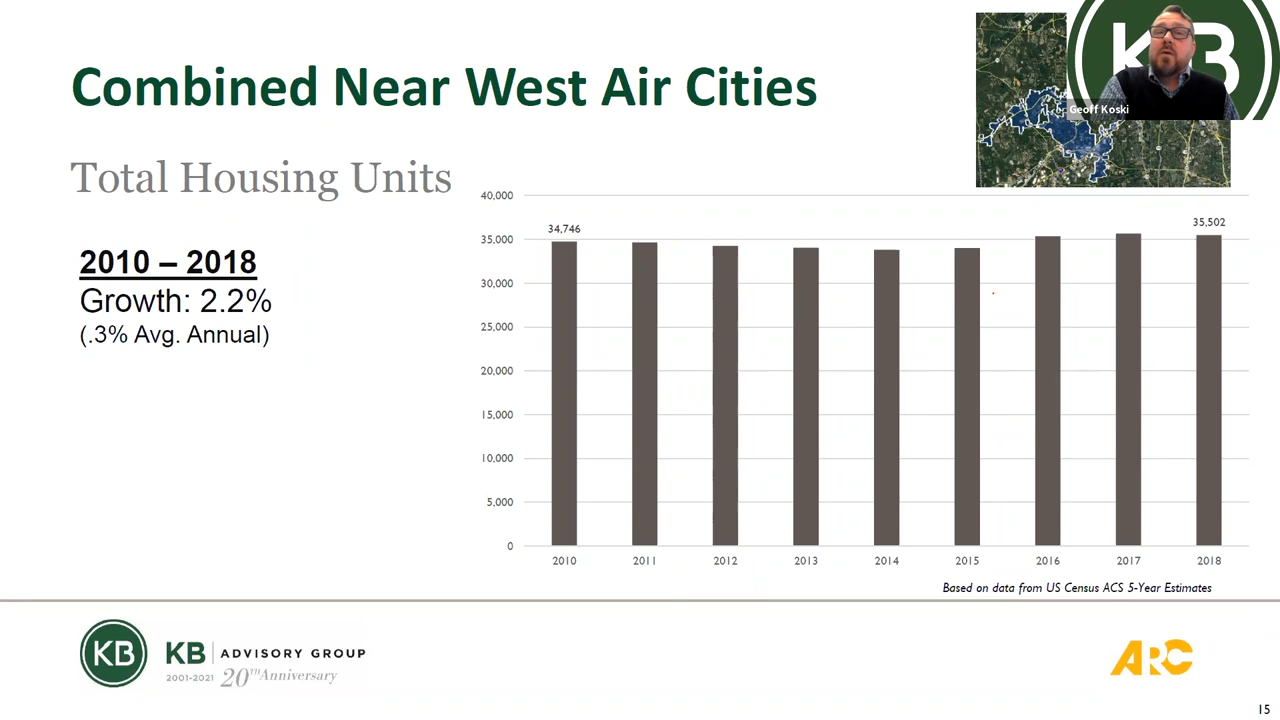 Combined Near West Air Cities
KB
Geoff Koski
Total Housing Units
2010 – 2018
Growth: 2.2%
(.3% Avg. Annual)
40,000
35,000
30,000
25,000
20,000
15,000
10,000
5,000
0
34,746
35,502
2010 2011 2012 2013 2014 2015 2016 2017 2018
Based on data from US Census ACS 5-Year Estimates
KB
KB ADVISORY GROUP
2001-2021 20th Anniversary
ARC
15